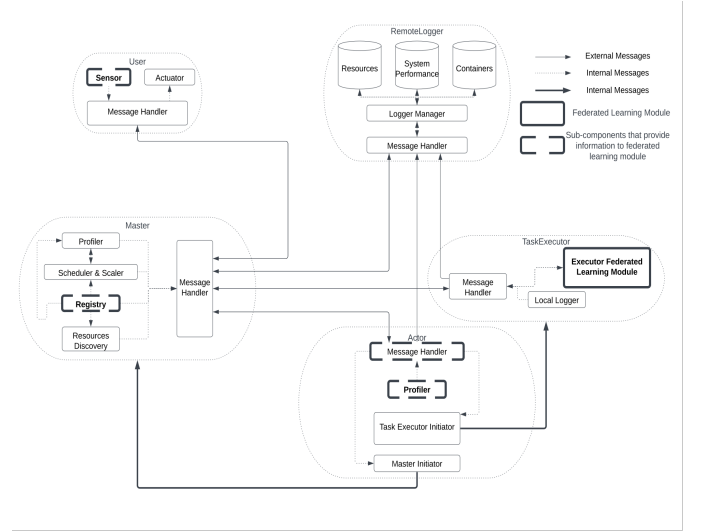 RemoteLogger
User
Sensor
Actuator
Message Handler
Resources
System
Performance
Containers
Logger Manager
Message Handler
External Messages
Internal Messages
Internal Messages
Federated Learning Module
Sub-components that provide
information to federated
learning module
Master
Profiler
Scheduler & Scaler
Registry
Resources
Discovery
Message
Handler
TaskExecutor
Executor Federated
Learning Module
Message
Handler
Local Logger
Actor
Message Handler
Profiler
Task Executor Initiator
Master Initiator